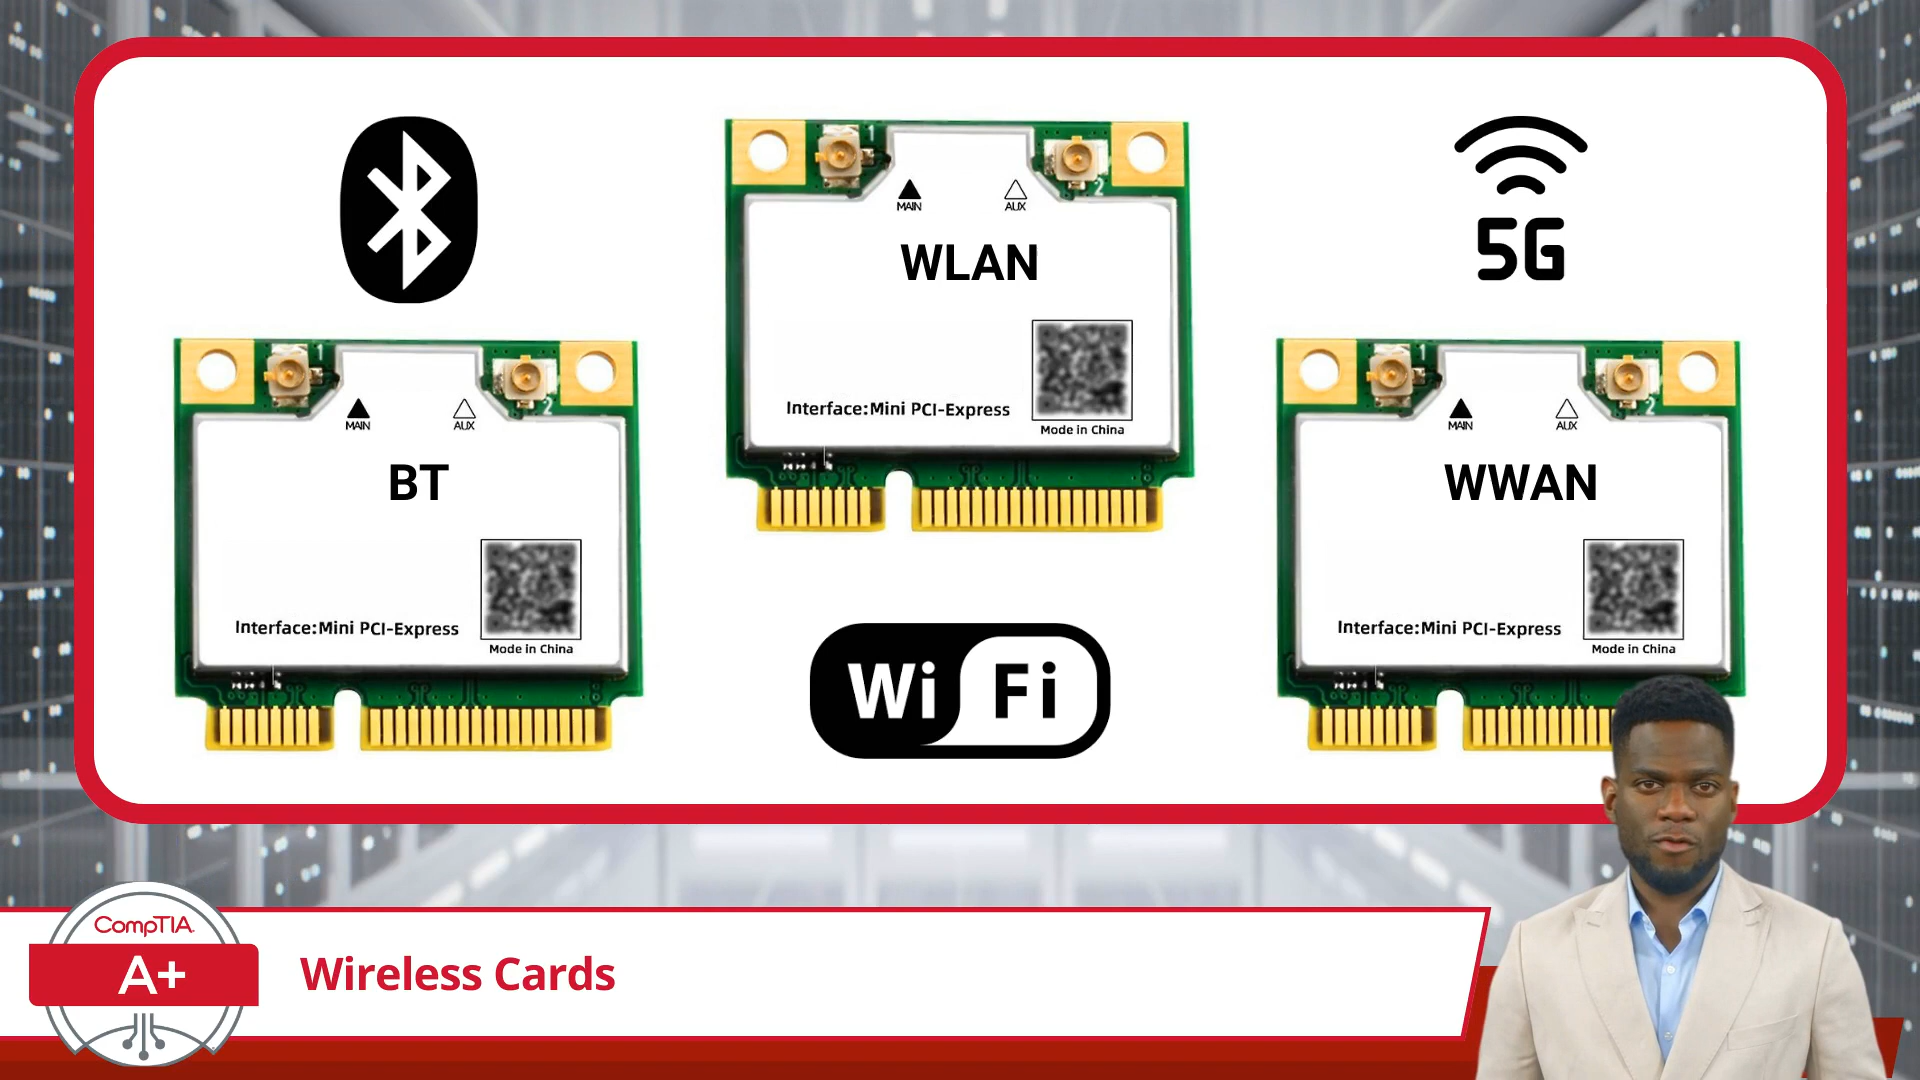 1
2
MAIN
AUX
WLAN
Interface:Mini PCI-Express
Mode in China
5G
1
2
MAIN
AUX
BT
Interface:Mini PCI-Express
Mode in China
WiFi
1
2
MAIN
AUX
WWAN
Interface:Mini PCI-Express
Mode in China
CompTIA.
A+
Wireless Cards